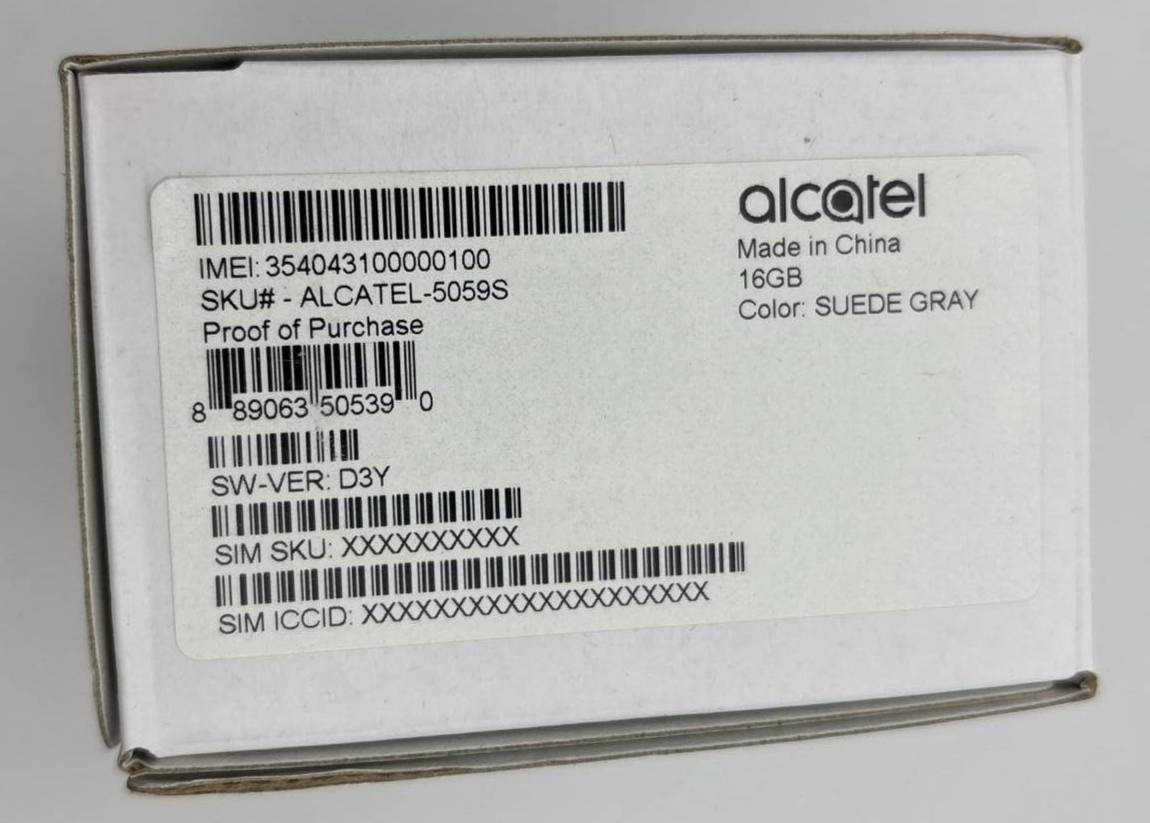 IMEI: 354043100000100
SKU# - ALCATEL-5059S
Proof of Purchase
8 89063 50539 0
SW-VER: D3Y
SIM SKU: XXXXXXXXXX
SIM ICCID: XXXXXXXXXXXXXXXXXXXX
alcatel
Made in China
16GB
Color: SUEDE GRAY